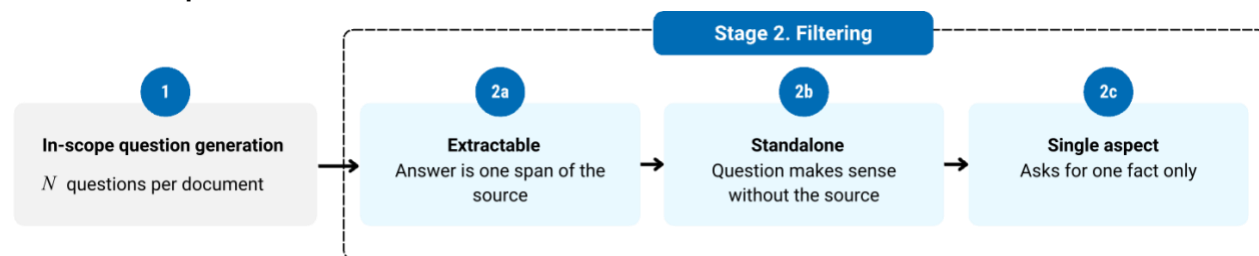 Stage 2. Filtering
1
In-scope question generation
N questions per document
2a
Extractable
Answer is one span of the
source
2b
Standalone
Question makes sense
without the source
2c
Single aspect
Asks for one fact only